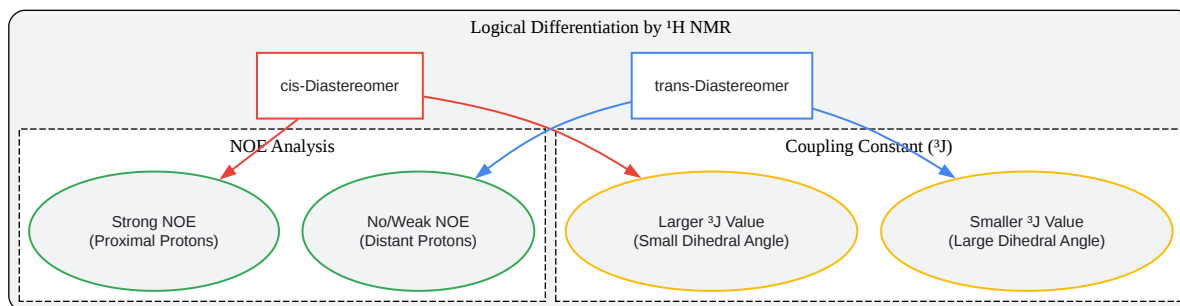 Logical Differentiation by ¹H NMR
cis-Diastereomer
trans-Diastereomer
NOE Analysis
Coupling Constant (³J)
Strong NOE
(Proximal Protons)
No/Weak NOE
(Distant Protons)
Larger ³J Value
(Small Dihedral Angle)
Smaller ³J Value
(Large Dihedral Angle)